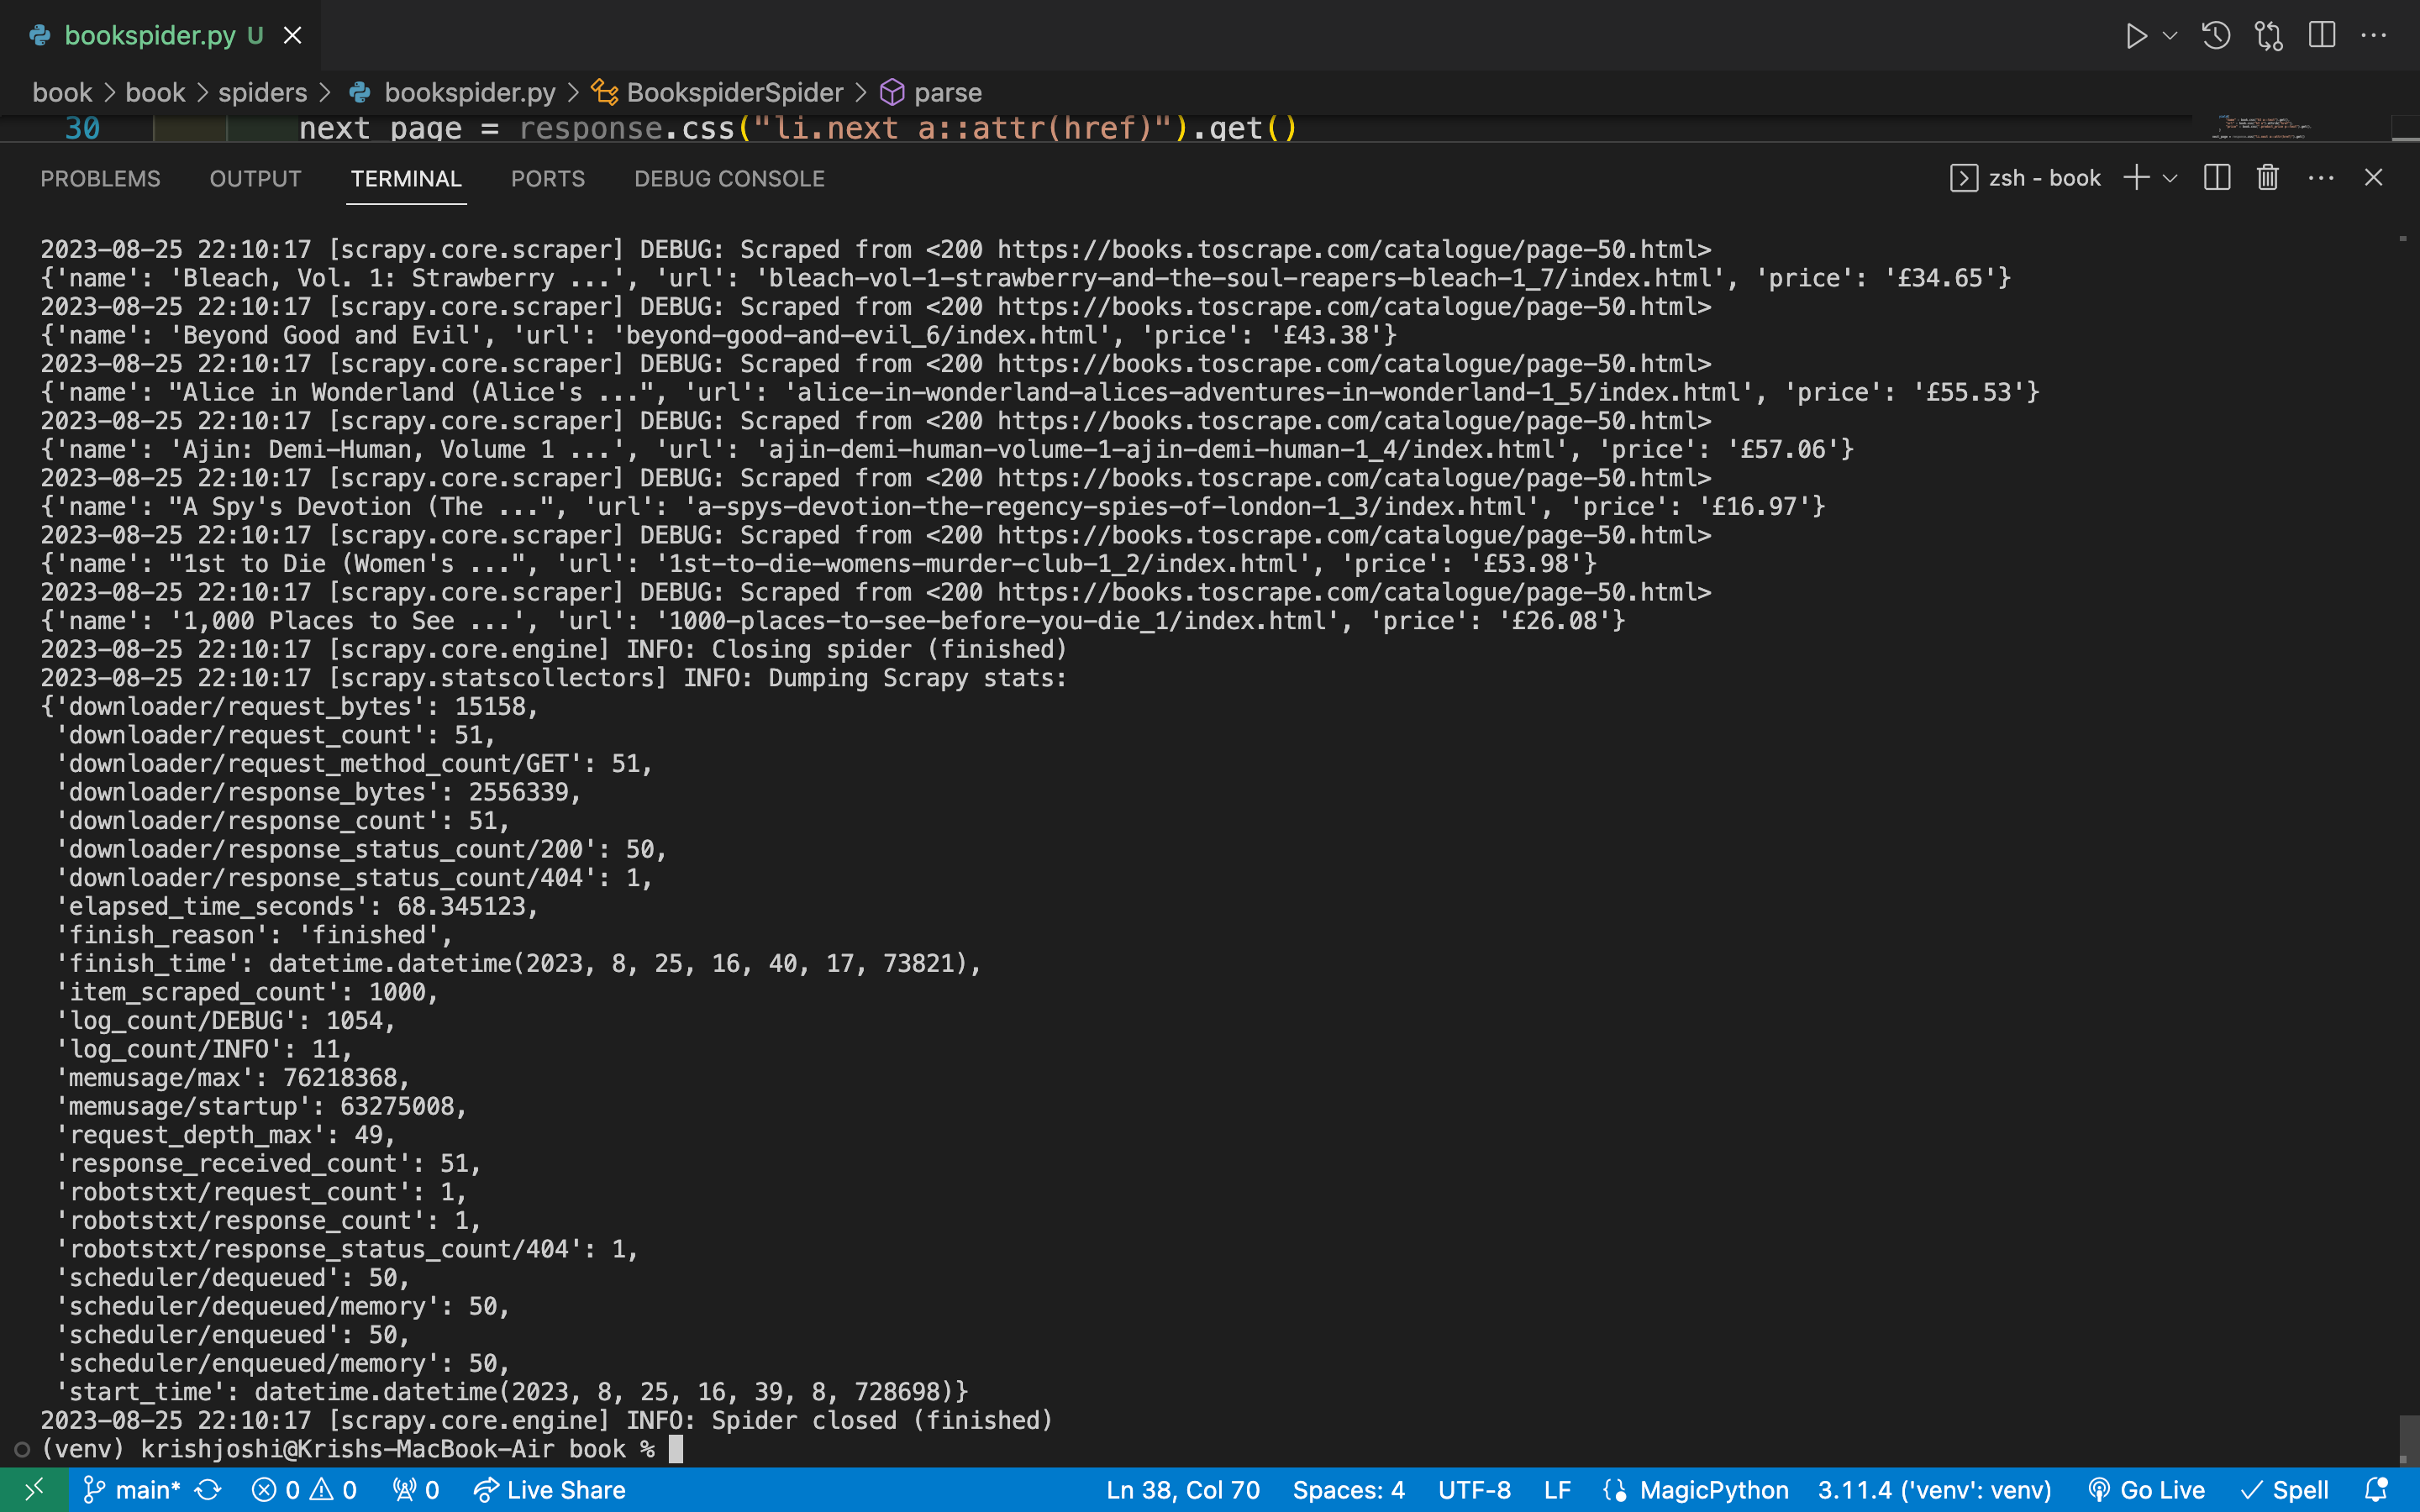 bookspider.py U
book > book > spiders > bookspider.py > BookspiderSpider > parse
30 next_page = response.css("li.next a::attr(href)").get()
PROBLEMS OUTPUT TERMINAL PORTS DEBUG CONSOLE zsh - book
2023-08-25 22:10:17 [scrapy.core.scraper] DEBUG: Scraped from <200 https://books.toscrape.com/catalogue/page-50.html>
{'name': 'Bleach, Vol. 1: Strawberry ...', 'url': 'bleach-vol-1-strawberry-and-the-soul-reapers-bleach-1_7/index.html', 'price': '£34.65'}
2023-08-25 22:10:17 [scrapy.core.scraper] DEBUG: Scraped from <200 https://books.toscrape.com/catalogue/page-50.html>
{'name': 'Beyond Good and Evil', 'url': 'beyond-good-and-evil_6/index.html', 'price': '£43.38'}
2023-08-25 22:10:17 [scrapy.core.scraper] DEBUG: Scraped from <200 https://books.toscrape.com/catalogue/page-50.html>
{'name': "Alice in Wonderland (Alice's ...", 'url': 'alice-in-wonderland-alices-adventures-in-wonderland-1_5/index.html', 'price': '£55.53'}
2023-08-25 22:10:17 [scrapy.core.scraper] DEBUG: Scraped from <200 https://books.toscrape.com/catalogue/page-50.html>
{'name': 'Ajin: Demi-Human, Volume 1 ...', 'url': 'ajin-demi-human-volume-1-ajin-demi-human-1_4/index.html', 'price': '£57.06'}
2023-08-25 22:10:17 [scrapy.core.scraper] DEBUG: Scraped from <200 https://books.toscrape.com/catalogue/page-50.html>
{'name': "A Spy's Devotion (The ...", 'url': 'a-spys-devotion-the-regency-spies-of-london-1_3/index.html', 'price': '£16.97'}
2023-08-25 22:10:17 [scrapy.core.scraper] DEBUG: Scraped from <200 https://books.toscrape.com/catalogue/page-50.html>
{'name': "1st to Die (Women's ...", 'url': '1st-to-die-womens-murder-club-1_2/index.html', 'price': '£53.98'}
2023-08-25 22:10:17 [scrapy.core.scraper] DEBUG: Scraped from <200 https://books.toscrape.com/catalogue/page-50.html>
{'name': '1,000 Places to See ...', 'url': '1000-places-to-see-before-you-die_1/index.html', 'price': '£26.08'}
2023-08-25 22:10:17 [scrapy.core.engine] INFO: Closing spider (finished)
2023-08-25 22:10:17 [scrapy.statscollectors] INFO: Dumping Scrapy stats:
{'downloader/request_bytes': 15158,
'downloader/request_count': 51,
'downloader/request_method_count/GET': 51,
'downloader/response_bytes': 2556339,
'downloader/response_count': 51,
'downloader/response_status_count/200': 50,
'downloader/response_status_count/404': 1,
'elapsed_time_seconds': 68.345123,
'finish_reason': 'finished',
'finish_time': datetime.datetime(2023, 8, 25, 16, 40, 17, 73821),
'item_scraped_count': 1000,
'log_count/DEBUG': 1054,
'log_count/INFO': 11,
'memusage/max': 76218368,
'memusage/startup': 63275008,
'request_depth_max': 49,
'response_received_count': 51,
'robotstxt/request_count': 1,
'robotstxt/response_count': 1,
'robotstxt/response_status_count/404': 1,
'scheduler/dequeued': 50,
'scheduler/dequeued/memory': 50,
'scheduler/enqueued': 50,
'scheduler/enqueued/memory': 50,
'start_time': datetime.datetime(2023, 8, 25, 16, 39, 8, 728698)}
2023-08-25 22:10:17 [scrapy.core.engine] INFO: Spider closed (finished)
(venv) krishjoshi@Krishs-MacBook-Air book %
main* 0 0 0 Live Share Ln 38, Col 70 Spaces: 4 UTF-8 LF MagicPython 3.11.4 ('venv': venv) Go Live Spell